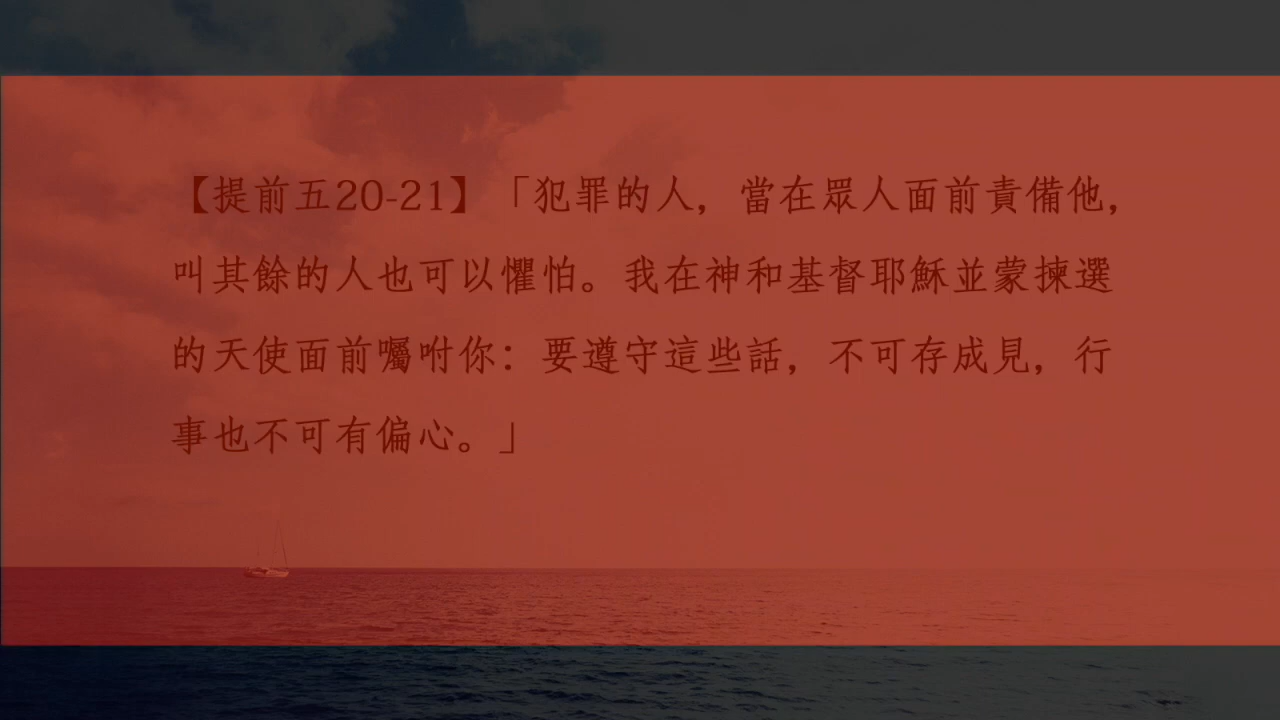 【提前五20-21】「犯罪的人，當在眾人面前責備他，
叫其餘的人也可以懼怕。我在神和基督耶穌並蒙揀選
的天使面前囑咐你：要遵守這些話，不可存成見，行
事也不可有偏心。」